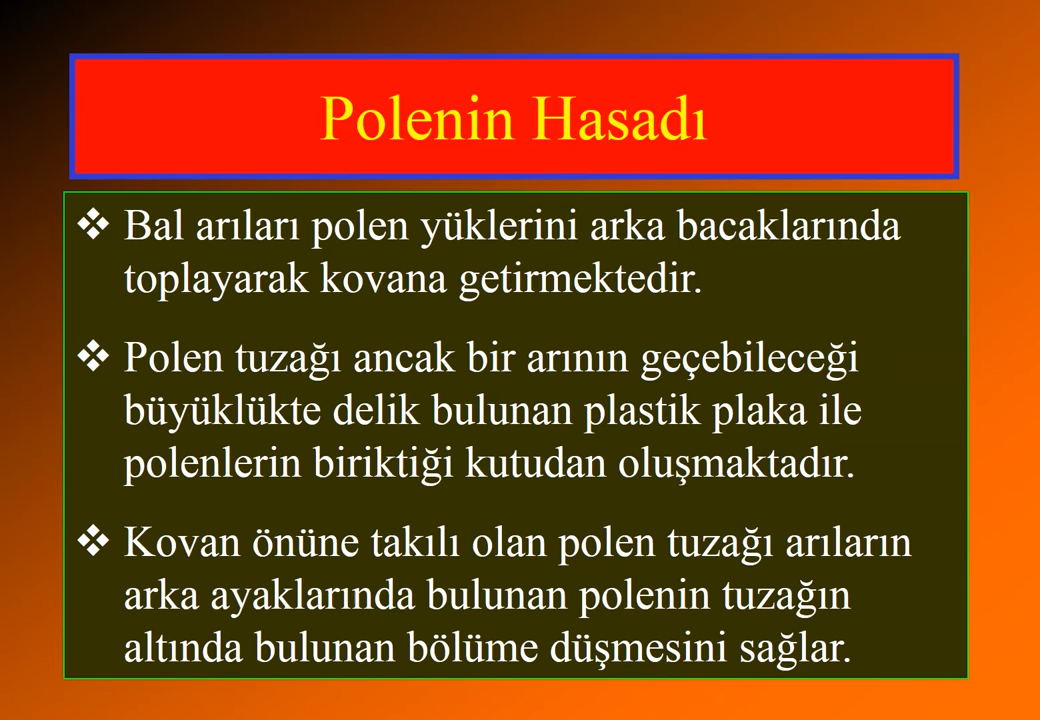 Polenin Hasadı
❖ Bal arıları polen yüklerini arka bacaklarında
toplayarak kovana getirmektedir.
❖ Polen tuzağı ancak bir arının geçebileceği
büyüklükte delik bulunan plastik plaka ile
polenlerin biriktiği kutudan oluşmaktadır.
❖ Kovan önüne takılı olan polen tuzağı arıların
arka ayaklarında bulunan polenin tuzağın
altında bulunan bölüme düşmesini sağlar.